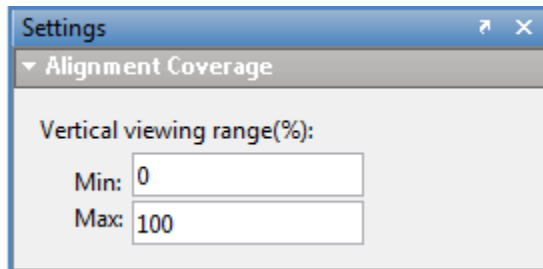 Settings
Alignment Coverage
Vertical viewing range(%):
Min: 0
Max: 100